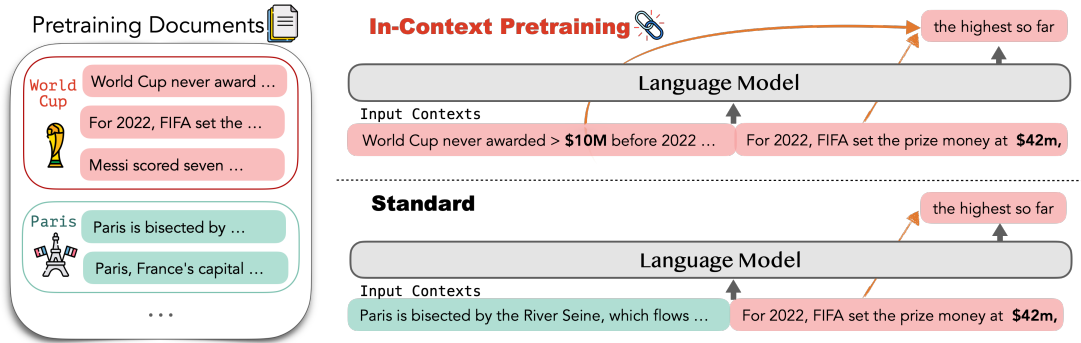 Pretraining Documents
World Cup
World Cup never award ...
For 2022, FIFA set the ...
Messi scored seven ...
Paris
Paris is bisected by ...
Paris, France's capital ...
...
In-Context Pretraining
the highest so far
Language Model
Input Contexts
World Cup never awarded > $10M before 2022 ...
For 2022, FIFA set the prize money at $42m,
Standard
the highest so far
Language Model
Input Contexts
Paris is bisected by the River Seine, which flows ...
For 2022, FIFA set the prize money at $42m,